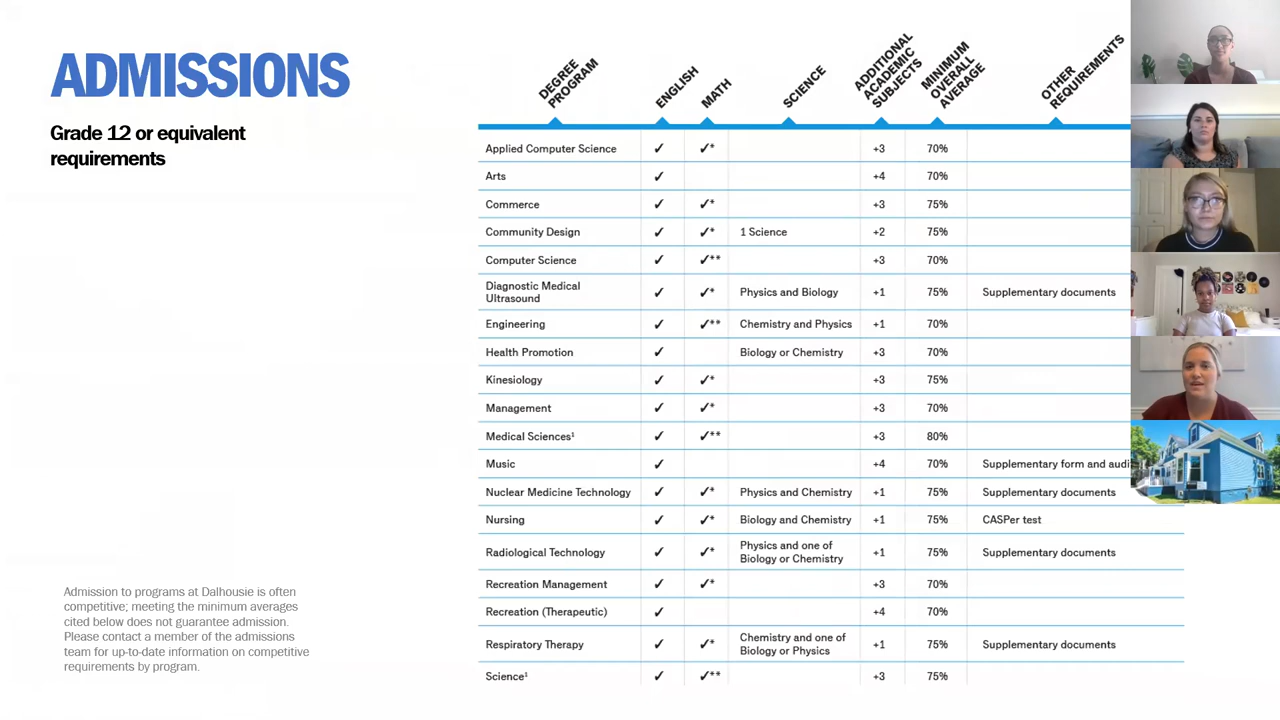 ADMISSIONS
Grade 12 or equivalent
requirements
DEGREE
PROGRAM
ENGLISH
MATH
SCIENCE
ADDITIONAL
ACADEMIC
SUBJECTS
MINIMUM
OVERALL
AVERAGE
OTHER
REQUIREMENTS
Applied Computer Science ✓ ✓* +3 70%
Arts ✓ +4 70%
Commerce ✓ ✓* +3 75%
Community Design ✓ ✓* 1 Science +2 75%
Computer Science ✓ ✓** +3 70%
Diagnostic Medical
Ultrasound ✓ ✓* Physics and Biology +1 75% Supplementary documents
Engineering ✓ ✓** Chemistry and Physics +1 70%
Health Promotion ✓ Biology or Chemistry +3 70%
Kinesiology ✓ ✓* +3 75%
Management ✓ ✓* +3 70%
Medical Sciences¹ ✓ ✓** +3 80%
Music ✓ +4 70% Supplementary form and
Nuclear Medicine Technology ✓ ✓* Physics and Chemistry +1 75% Supplementary documents
Nursing ✓ ✓* Biology and Chemistry +1 75% CASPer test
Radiological Technology ✓ ✓* Physics and one of
Biology or Chemistry +1 75% Supplementary documents
Recreation Management ✓ ✓* +3 70%
Recreation (Therapeutic) ✓ +4 70%
Respiratory Therapy ✓ ✓* Chemistry and one of
Biology or Physics +1 75% Supplementary documents
Science¹ ✓ ✓** +3 75%
Admission to programs at Dalhousie is often
competitive; meeting the minimum averages
cited below does not guarantee admission.
Please contact a member of the admissions
team for up-to-date information on competitive
requirements by program.